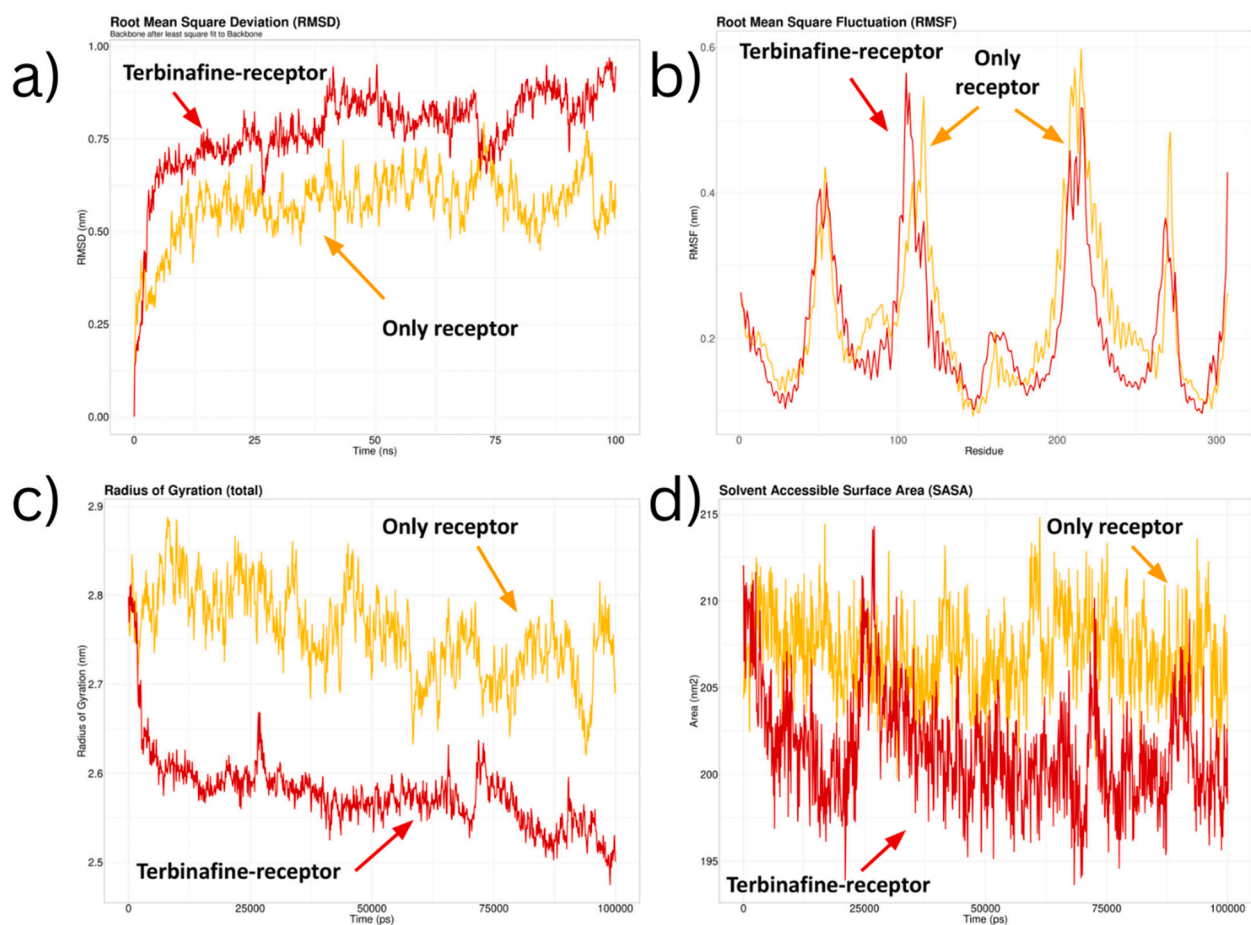 a)
Root Mean Square Deviation (RMSD)
Backbone after least square fit to Backbone
1.00
0.75
0.50
0.25
0.00
RMSD (nm)
Terbinafine-receptor
Only receptor
0
25
50
75
100
Time (ns)
b)
Root Mean Square Fluctuation (RMSF)
0.6
0.4
0.2
RMSF (nm)
Terbinafine-receptor
Only
receptor
0
100
200
300
Residue
c)
Radius of Gyration (total)
2.9
2.8
2.7
2.6
2.5
Radius of Gyration (nm)
Only receptor
Terbinafine-receptor
0
25000
50000
75000
100000
Time (ps)
d)
Solvent Accessible Surface Area (SASA)
215
210
205
200
195
Area (nm2)
Only receptor
Terbinafine-receptor
0
25000
50000
75000
100000
Time (ps)